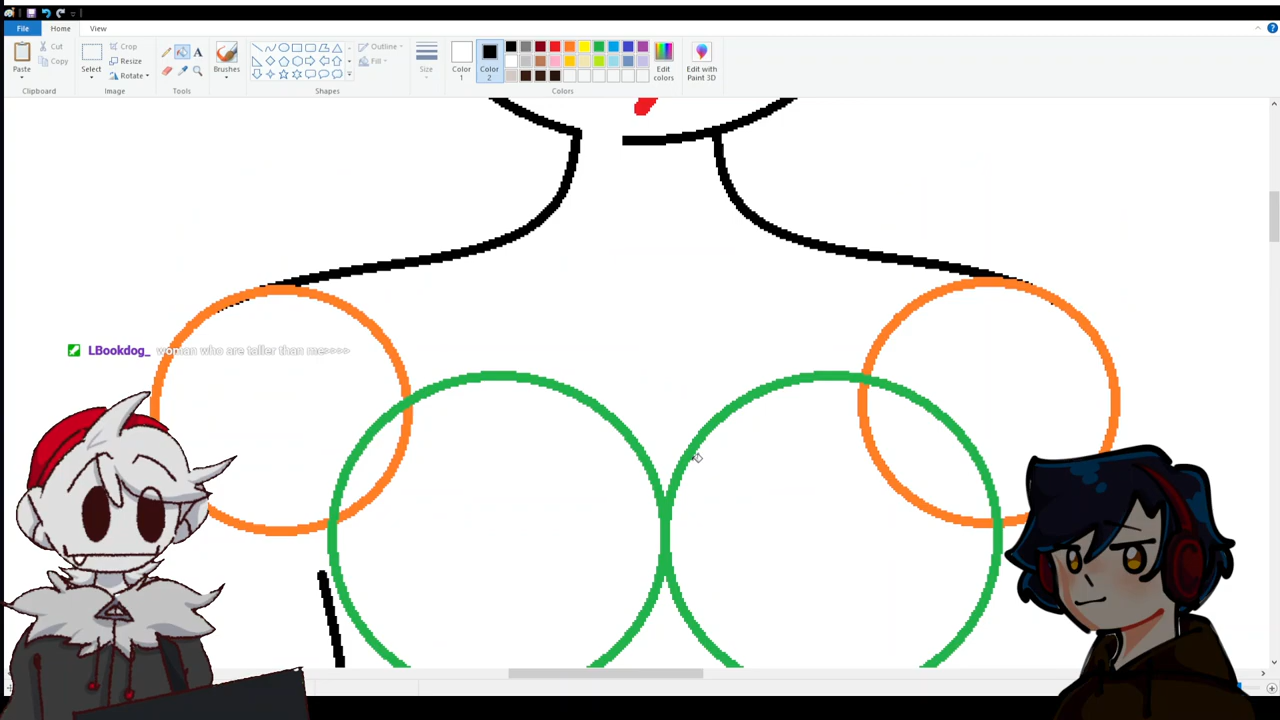 File Home View
Cut
Copy
Paste
Clipboard
Crop
Resize
Rotate
Select
Image
A
Tools
Brushes
Outline
Fill
Shapes
Size
Color 1
Color 2
Edit colors
Colors
Edit with Paint 3D
LBookdog_ woman who are taller than me>>>>